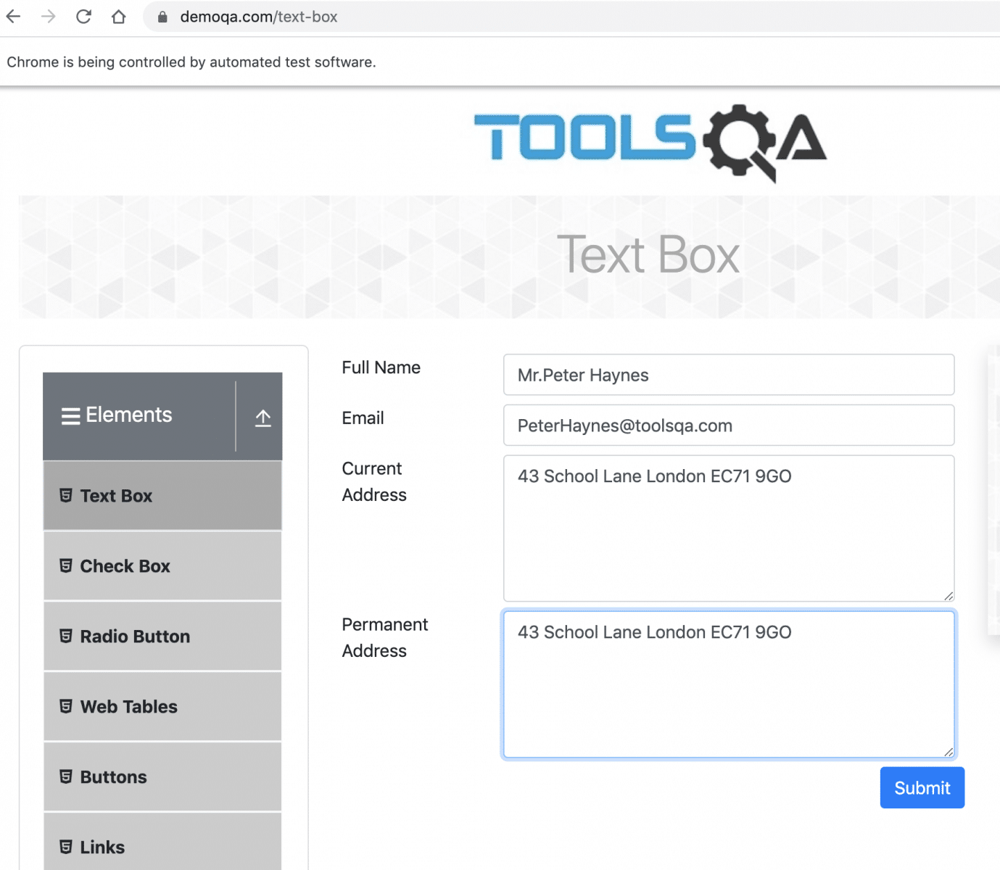 demoqa.com/text-box
Chrome is being controlled by automated test software.
TOOLSQA
Text Box
Elements
Text Box
Check Box
Radio Button
Web Tables
Buttons
Links
Full Name
Mr.Peter Haynes
Email
PeterHaynes@toolsqa.com
Current
Address
43 School Lane London EC71 9GO
Permanent
Address
43 School Lane London EC71 9GO
Submit